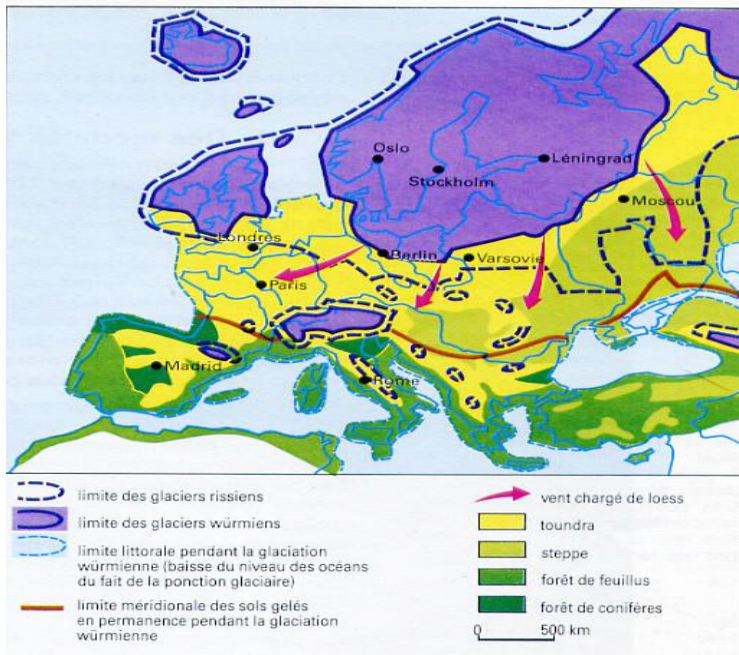 Oslo
Stockholm
Léningrad
Moscou
Londres
Berlin
Varsovie
Paris
Madrid
Rome
limite des glaciers rissiens
limite des glaciers würmiens
limite littorale pendant la glaciation
würmienne (baisse du niveau des océans
du fait de la ponction glaciaire)
limite méridionale des sols gelés
en permanence pendant la glaciation
würmienne
vent chargé de loess
toundra
steppe
forêt de feuillus
forêt de conifères
0 500 km